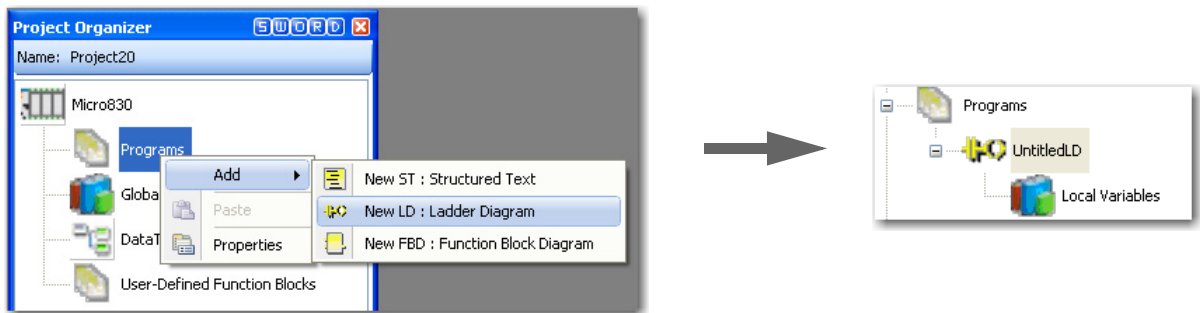 Project Organizer SWORD
Name: Project20
Micro830
Programs
Add
New ST : Structured Text
Globa
Paste
New LD : Ladder Diagram
DataT
Properties
New FBD : Function Block Diagram
User-Defined Function Blocks
Programs
UntitledLD
Local Variables